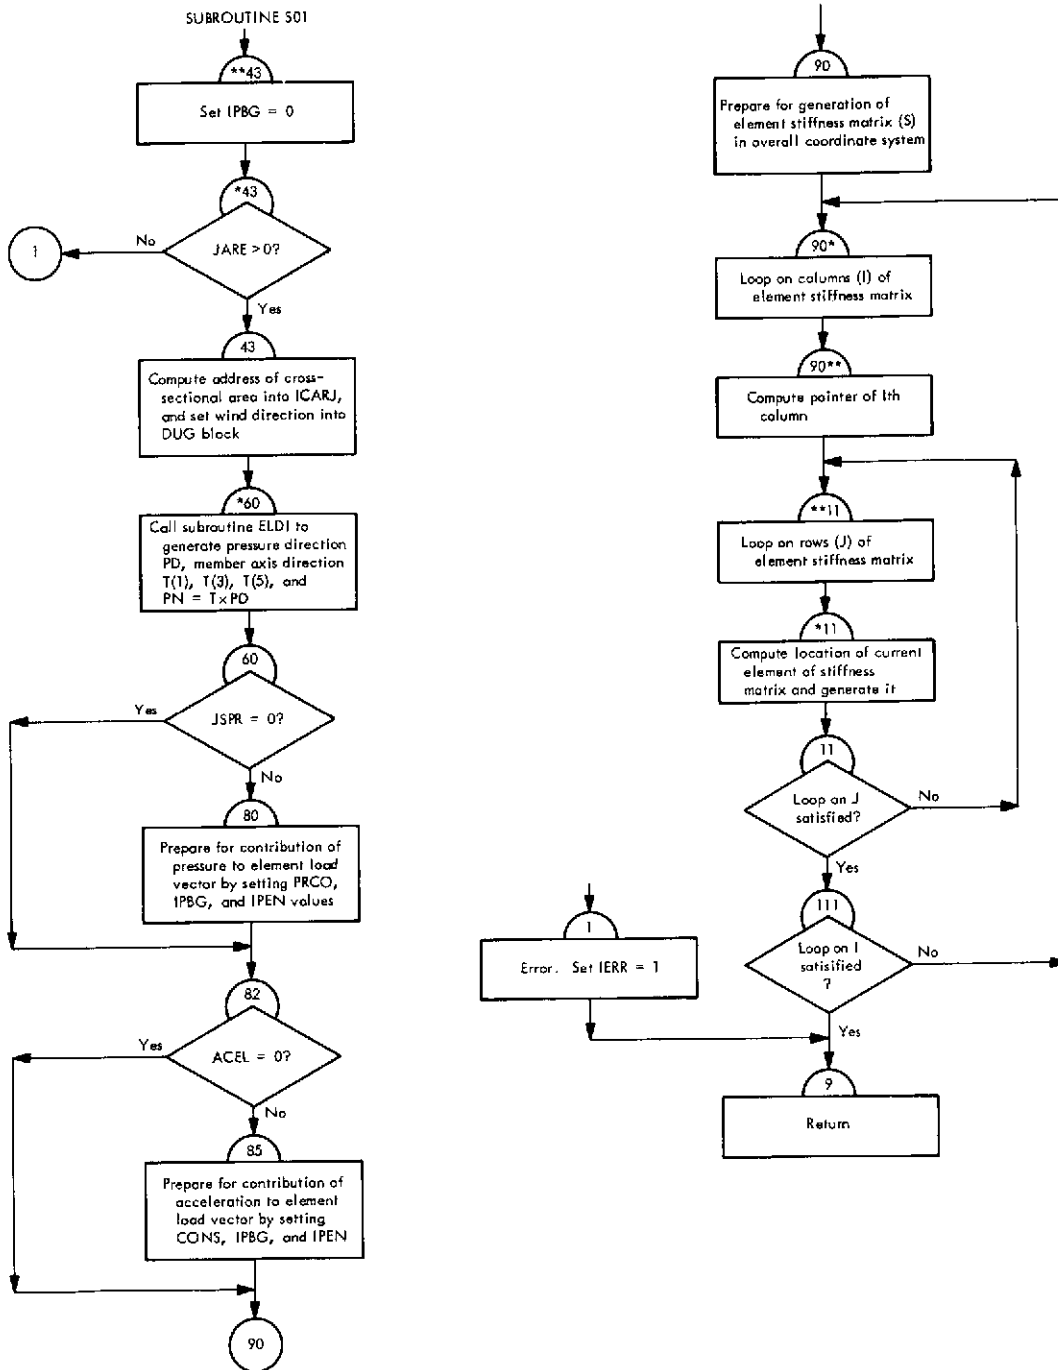 SUBROUTINE S01
**43
Set IPBG = 0
*43
JARE > 0?
No
1
Yes
43
Compute address of cross-
sectional area into ICARJ,
and set wind direction into
DUG block
*60
Call subroutine ELDI to
generate pressure direction
PD, member axis direction
T(1), T(3), T(5), and
PN = T×PD
60
JSPR = 0?
Yes
No
80
Prepare for contribution of
pressure to element load
vector by setting PRCO,
IPBG, and IPEN values
82
ACEL = 0?
Yes
No
85
Prepare for contribution of
acceleration to element
load vector by setting
CONS, IPBG, and IPEN
90
90
Prepare for generation of
element stiffness matrix (S)
in overall coordinate system
90*
Loop on columns (I) of
element stiffness matrix
90**
Compute pointer of Ith
column
**11
Loop on rows (J) of
element stiffness matrix
*11
Compute location of current
element of stiffness
matrix and generate it
11
Loop on J
satisfied?
No
Yes
111
Loop on I
satisified
?
No
Yes
1
Error. Set IERR = 1
9
Return